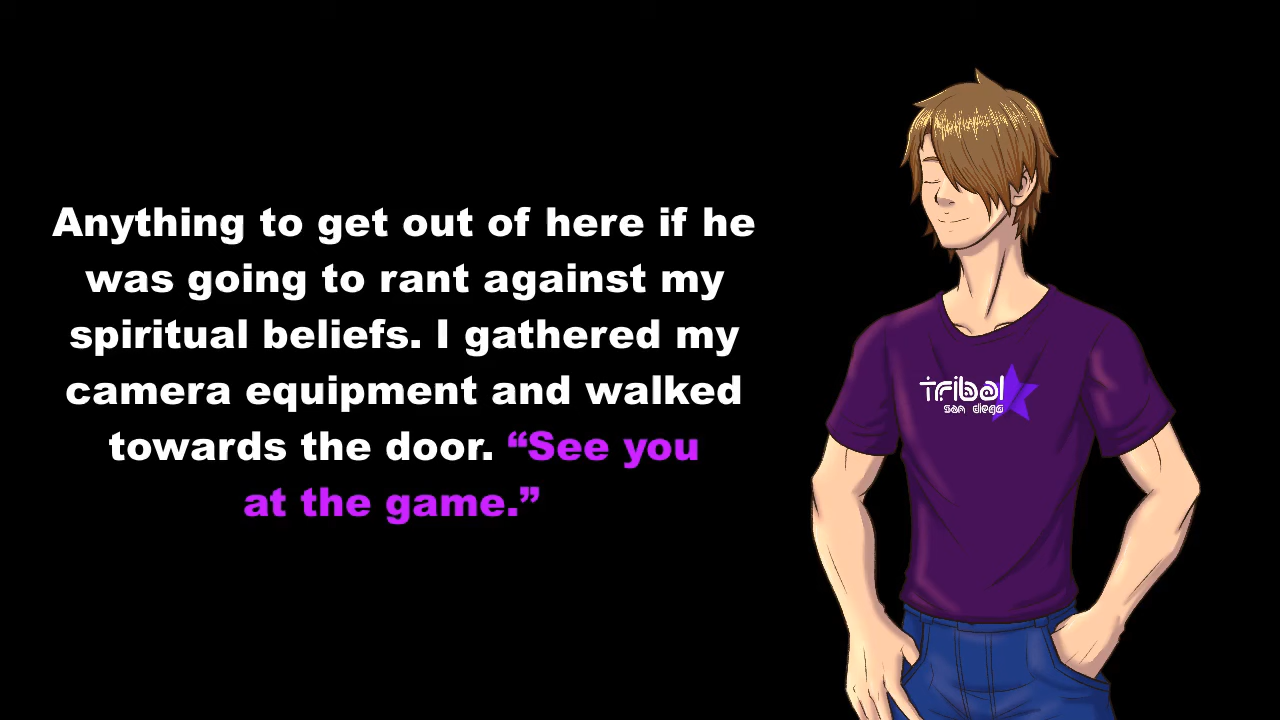 Anything to get out of here if he
was going to rant against my
spiritual beliefs. I gathered my
camera equipment and walked
towards the door. “See you
at the game.”
tribal
san diego